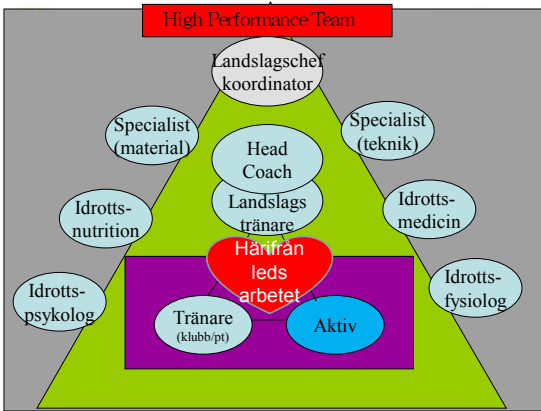 High Performance Team
Landslagschef
koordinator
Specialist
(material)
Specialist
(teknik)
Head
Coach
Landslags
tränare
Idrotts-
nutrition
Idrotts-
medicin
Härifrån
leds
arbetet
Idrotts-
psykolog
Idrotts-
fysiolog
Tränare
(klubb/pt)
Aktiv